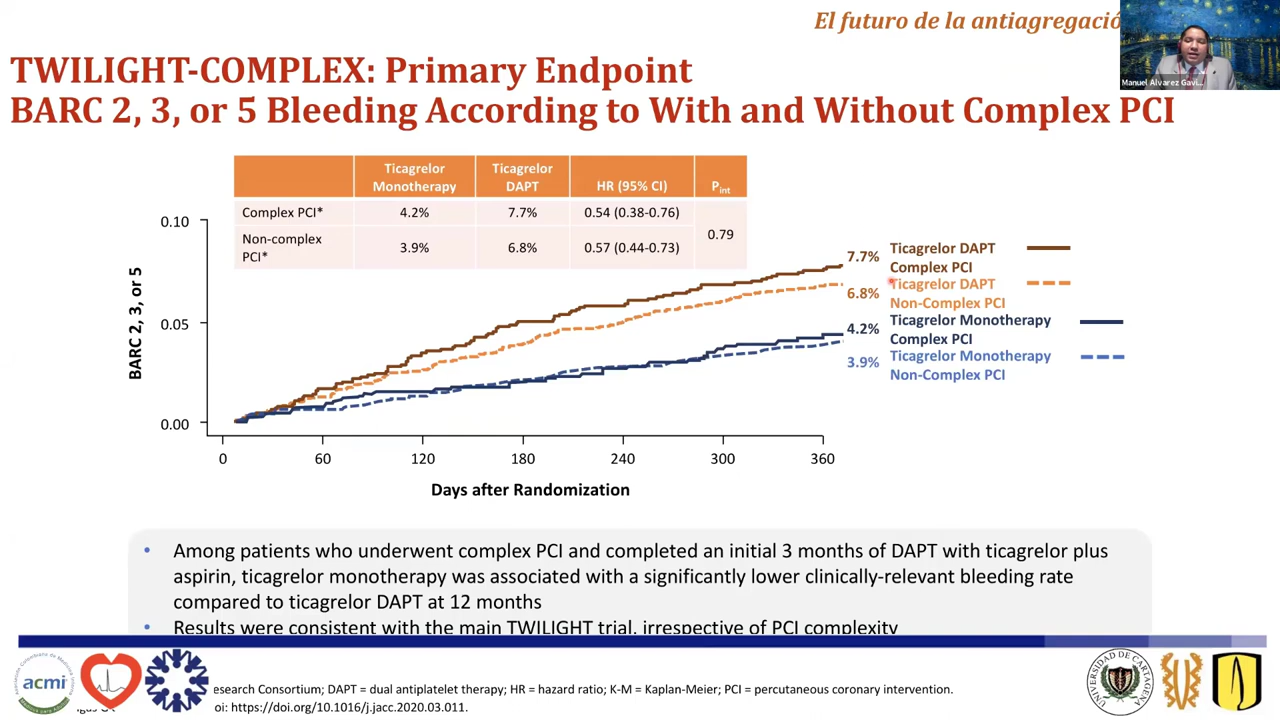 El futuro de la antiagregació
Manuel Alvarez Gavi...
TWILIGHT-COMPLEX: Primary Endpoint
BARC 2, 3, or 5 Bleeding According to With and Without Complex PCI
Ticagrelor Monotherapy Ticagrelor DAPT HR (95% CI) Pint
Complex PCI* 4.2% 7.7% 0.54 (0.38-0.76)
Non-complex PCI* 3.9% 6.8% 0.57 (0.44-0.73)
0.79
BARC 2, 3, or 5
0.10
0.05
0.00
0 60 120 180 240 300 360
Days after Randomization
7.7% Ticagrelor DAPT
Complex PCI
6.8% Ticagrelor DAPT
Non-Complex PCI
4.2% Ticagrelor Monotherapy
Complex PCI
3.9% Ticagrelor Monotherapy
Non-Complex PCI
• Among patients who underwent complex PCI and completed an initial 3 months of DAPT with ticagrelor plus
aspirin, ticagrelor monotherapy was associated with a significantly lower clinically-relevant bleeding rate
compared to ticagrelor DAPT at 12 months
• Results were consistent with the main TWILIGHT trial, irrespective of PCI complexity
acmi
esearch Consortium; DAPT = dual antiplatelet therapy; HR = hazard ratio; K-M = Kaplan-Meier; PCI = percutaneous coronary intervention.
oi: https://doi.org/10.1016/j.jacc.2020.03.011.
UNIVERSIDAD DE CARTAGENA